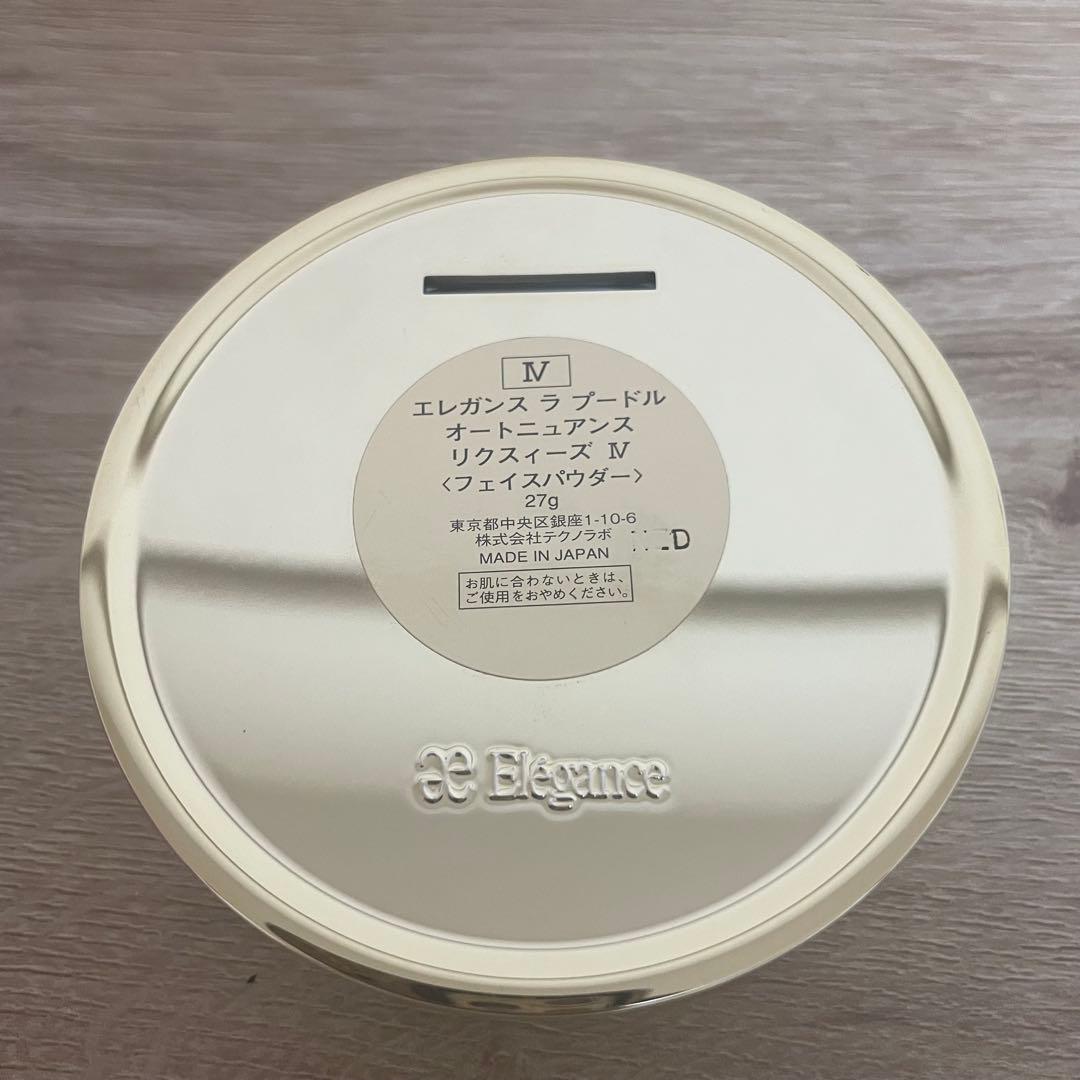 Ⅳ
エレガンス ラ プードル
オートニュアンス
リクスィーズ Ⅳ
〈フェイスパウダー〉
27g
東京都中央区銀座1-10-6
株式会社テクノラボ
MADE IN JAPAN
お肌に合わないときは、
ご使用をおやめください。
Elégance